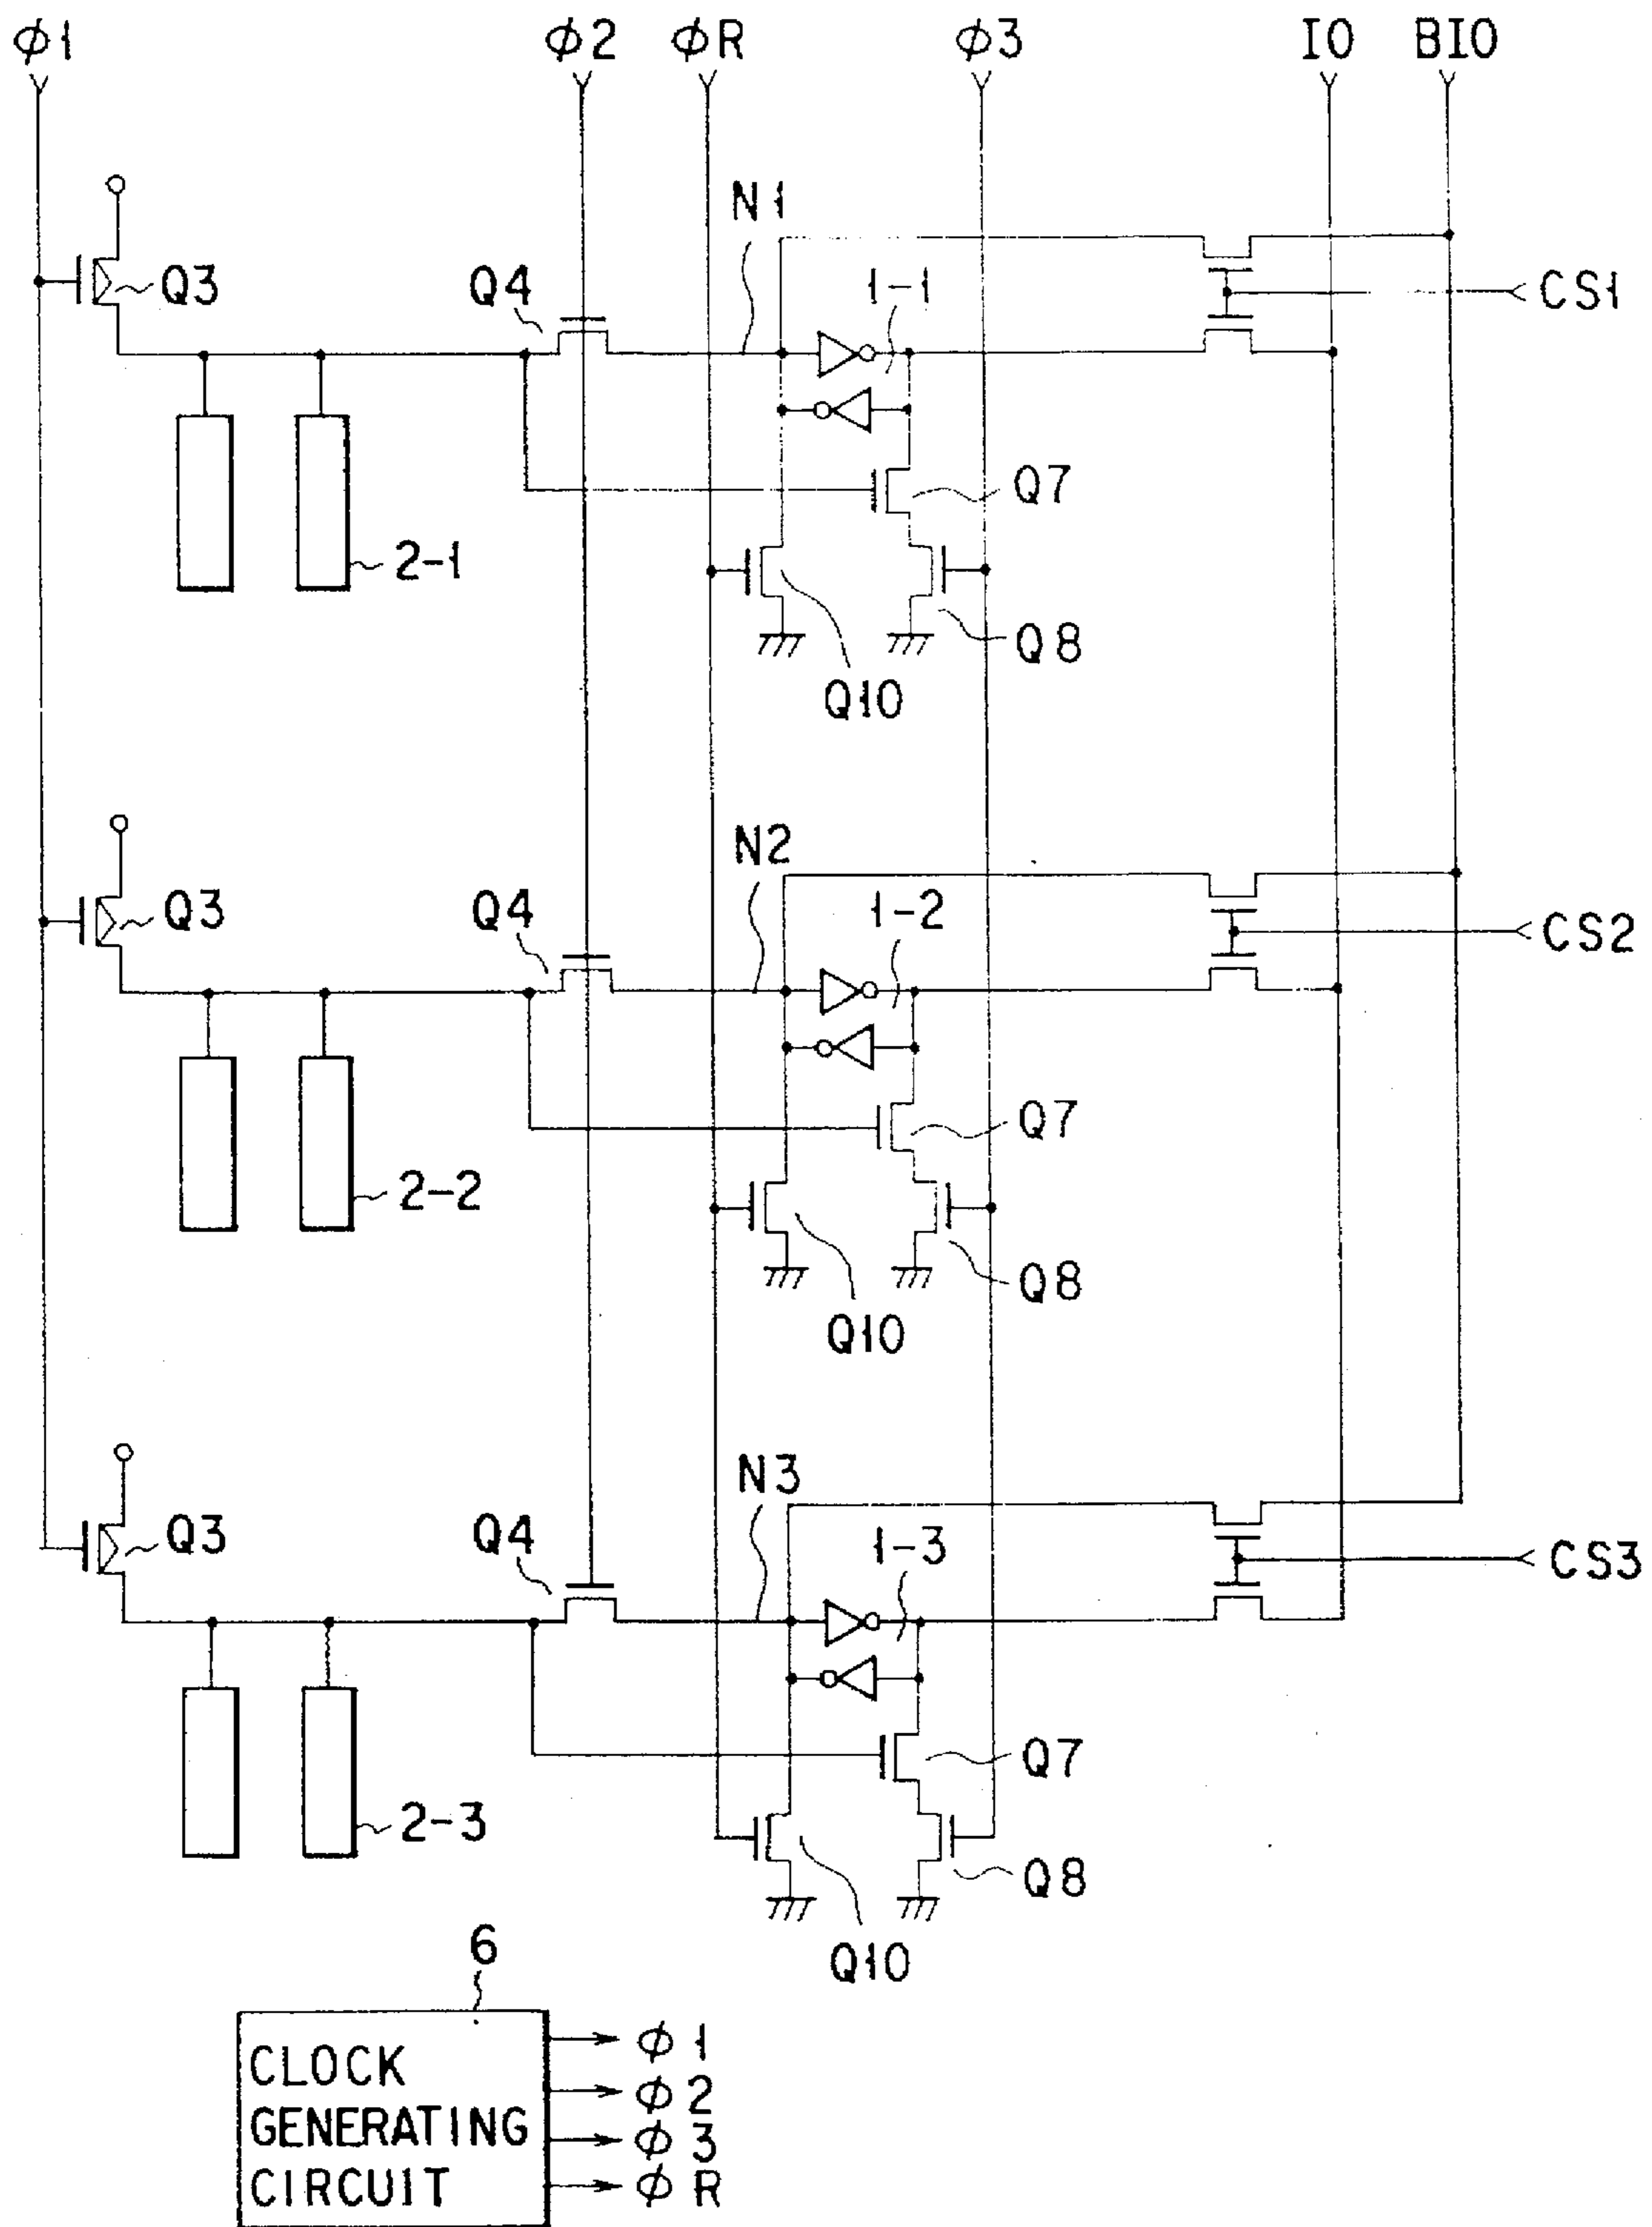 φ1 φ2 φR φ3 IO BIO
N1
Q3 Q4 1-1 CS1
Q7
2-1
Q8
Q10
N2
Q3 Q4 1-2 CS2
Q7
2-2
Q8
Q10
N3
Q3 Q4 1-3 CS3
Q7
2-3
Q8
Q10
6
CLOCK
GENERATING
CIRCUIT
φ1
φ2
φ3
φR